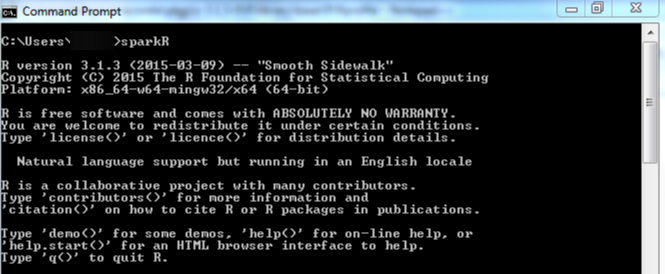 Command Prompt
C:\Users\ >sparkR
R version 3.1.3 (2015-03-09) -- "Smooth Sidewalk"
Copyright (C) 2015 The R Foundation for Statistical Computing
Platform: x86_64-w64-mingw32/x64 (64-bit)
R is free software and comes with ABSOLUTELY NO WARRANTY.
You are welcome to redistribute it under certain conditions.
Type 'license()' or 'licence()' for distribution details.
Natural language support but running in an English locale
R is a collaborative project with many contributors.
Type 'contributors()' for more information and
'citation()' on how to cite R or R packages in publications.
Type 'demo()' for some demos, 'help()' for on-line help, or
'help.start()' for an HTML browser interface to help.
Type 'q()' to quit R.